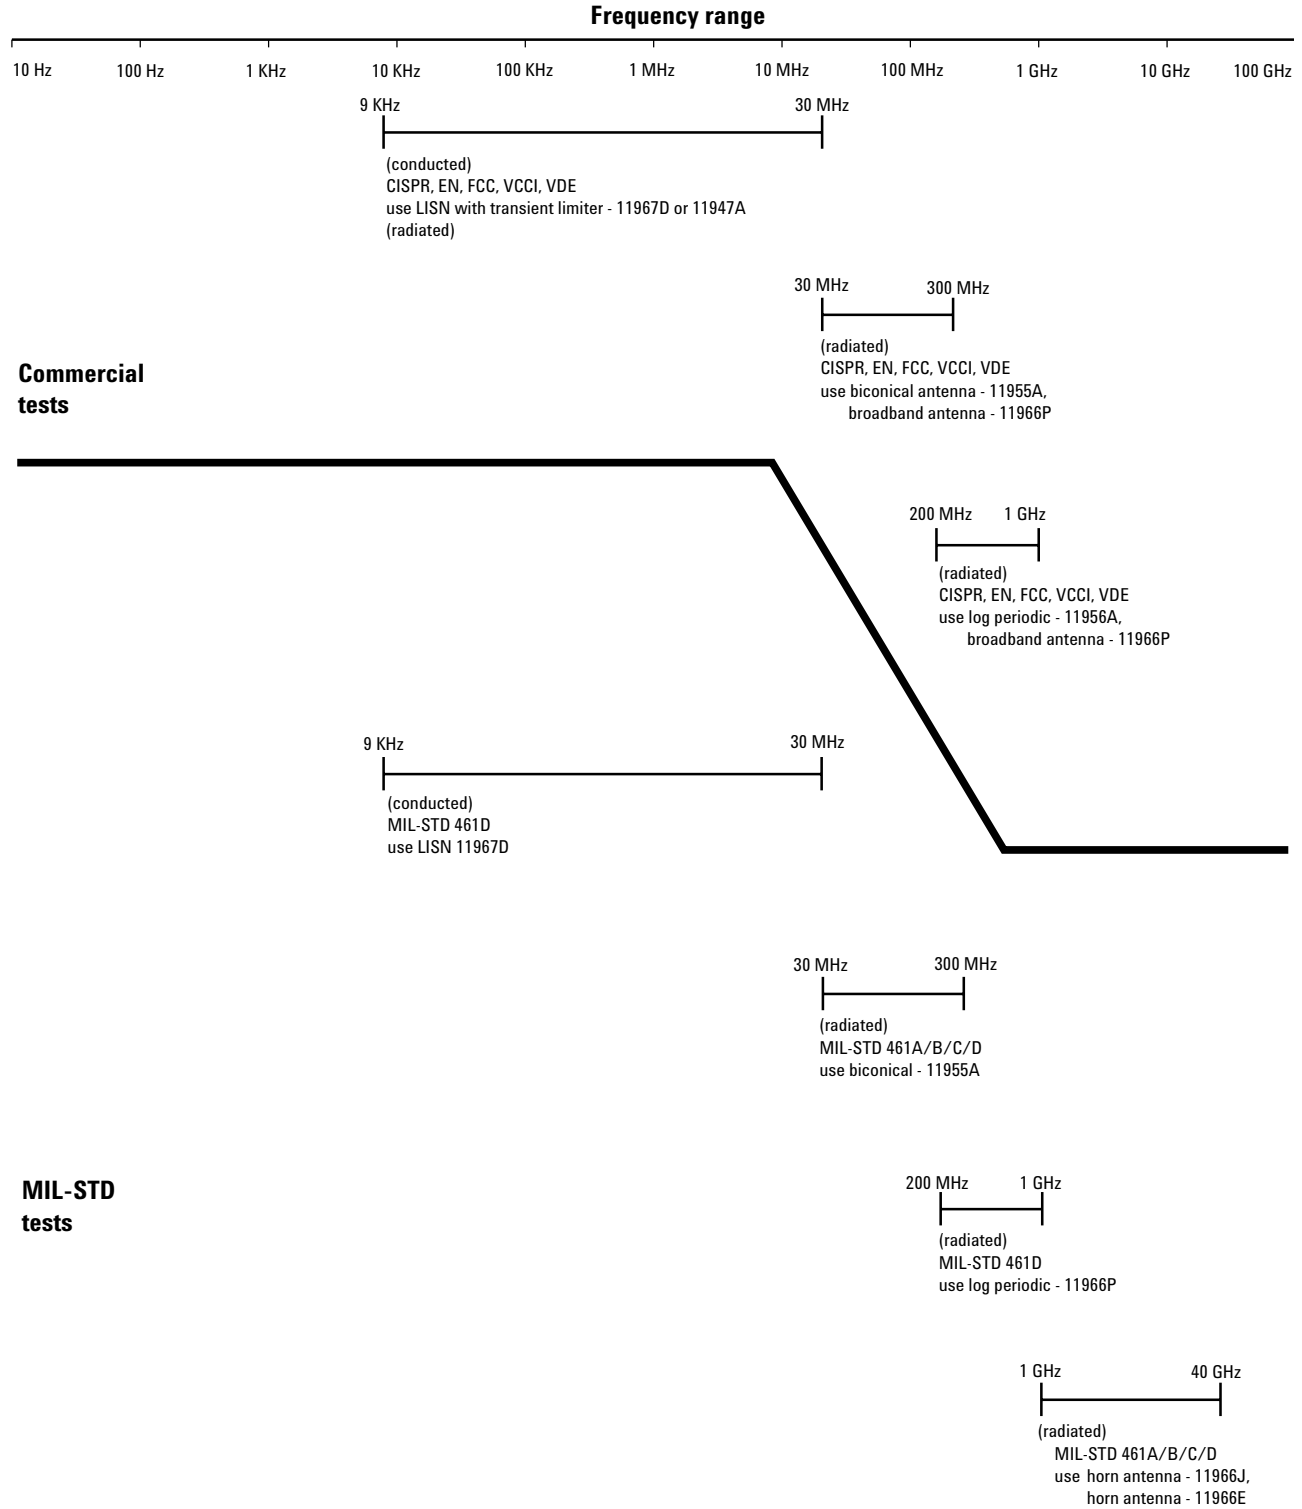 Frequency range
10 Hz 100 Hz 1 KHz 10 KHz 100 KHz 1 MHz 10 MHz 100 MHz 1 GHz 10 GHz 100 GHz
9 KHz 30 MHz
(conducted)
CISPR, EN, FCC, VCCI, VDE
use LISN with transient limiter - 11967D or 11947A
(radiated)
30 MHz 300 MHz
(radiated)
CISPR, EN, FCC, VCCI, VDE
use biconical antenna - 11955A,
broadband antenna - 11966P
Commercial
tests
200 MHz 1 GHz
(radiated)
CISPR, EN, FCC, VCCI, VDE
use log periodic - 11956A,
broadband antenna - 11966P
9 KHz 30 MHz
(conducted)
MIL-STD 461D
use LISN 11967D
30 MHz 300 MHz
(radiated)
MIL-STD 461A/B/C/D
use biconical - 11955A
MIL-STD
tests
200 MHz 1 GHz
(radiated)
MIL-STD 461D
use log periodic - 11966P
1 GHz 40 GHz
(radiated)
MIL-STD 461A/B/C/D
use horn antenna - 11966J,
horn antenna - 11966E